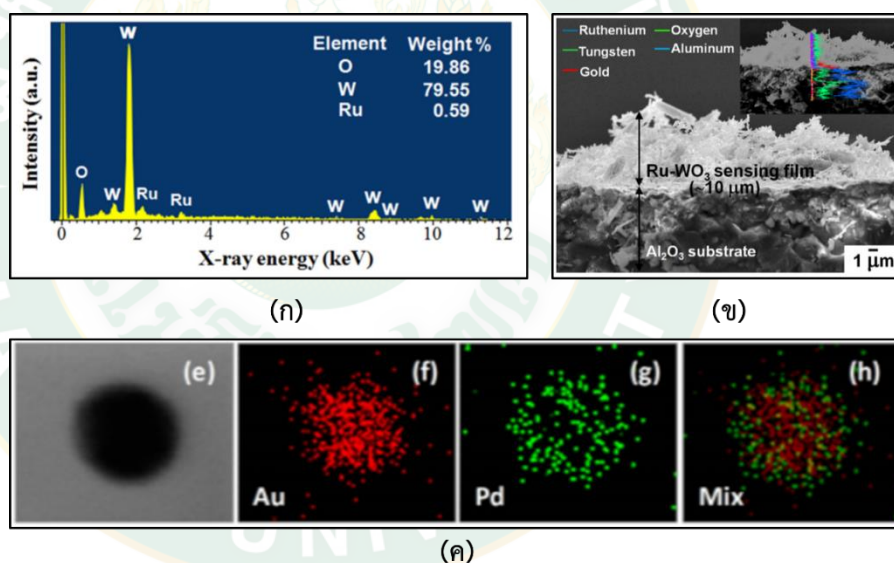 Intensity (a.u.)
Element Weight %
O 19.86
W 79.55
Ru 0.59
W
O
W
Ru
Ru
W
W
W
W
W
0 2 4 6 8 10 12
X-ray energy (keV)
(ก)
Ruthenium Oxygen
Tungsten Aluminum
Gold
Ru-WO₃ sensing film
(~10 μm)
Al₂O₃ substrate
1 μm
(ข)
(e)
(f)
Au
(g)
Pd
(h)
Mix
(ค)